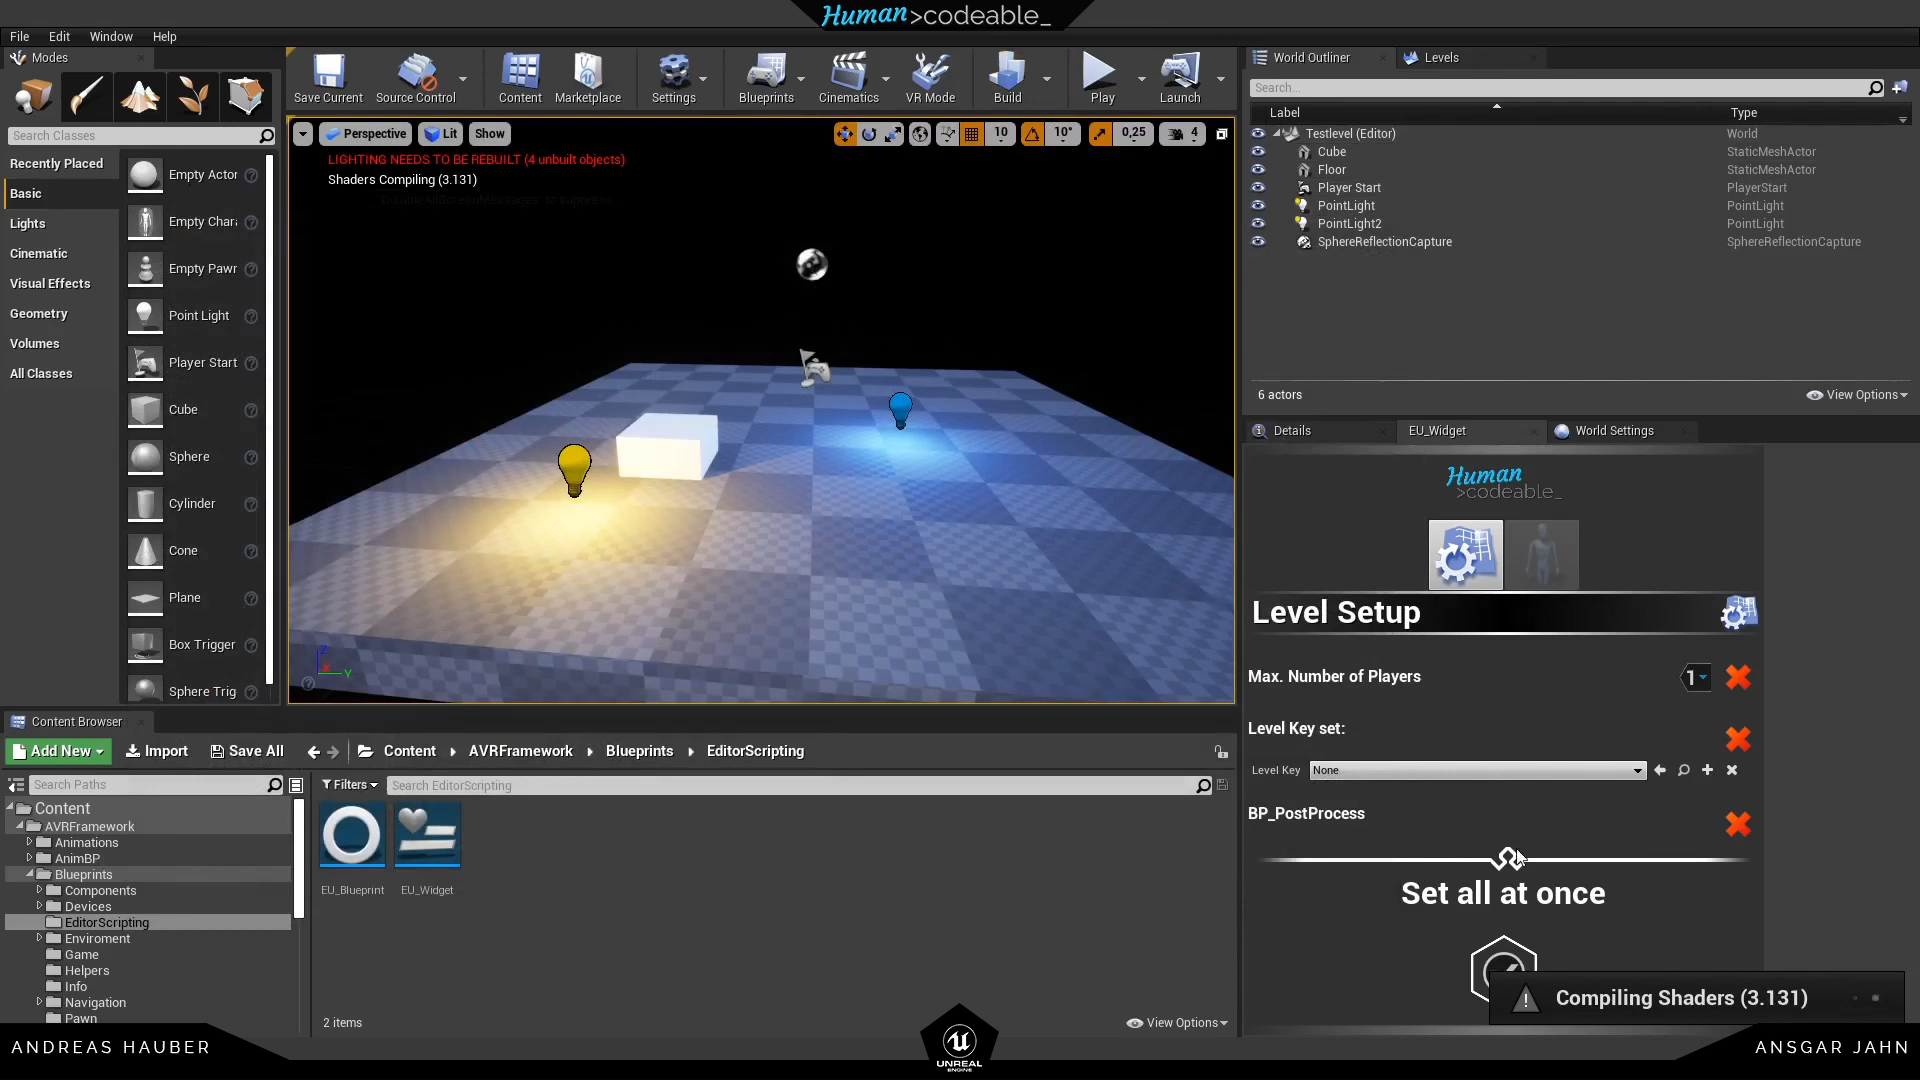 Human >codeable_
File Edit Window Help
Modes
Save Current
Source Control
Content
Marketplace
Settings
Blueprints
Cinematics
VR Mode
Build
Play
Launch
Search Classes
Recently Placed
Basic
Lights
Cinematic
Visual Effects
Geometry
Volumes
All Classes
Empty Actor
Empty Chara
Empty Pawn
Point Light
Player Start
Cube
Sphere
Cylinder
Cone
Plane
Box Trigger
Sphere Trig
Perspective Lit Show
10 10° 0,25 4
LIGHTING NEEDS TO BE REBUILT (4 unbuilt objects)
Shaders Compiling (3.131)
'DisableAllScreenMessages' to suppress
Z X Y
World Outliner Levels
Search...
Label Type
Testlevel (Editor) World
Cube StaticMeshActor
Floor StaticMeshActor
Player Start PlayerStart
PointLight PointLight
PointLight2 PointLight
SphereReflectionCapture SphereReflectionCapture
6 actors View Options
Details EU_Widget World Settings
Human
>codeable_
Level Setup
Max. Number of Players 1
Level Key set:
Level Key None
BP_PostProcess
Set all at once
Compiling Shaders (3.131)
Content Browser
Add New Import Save All Content AVRFramework Blueprints EditorScripting
Search Paths
Filters Search EditorScripting
Content
AVRFramework
Animations
AnimBP
Blueprints
Components
Devices
EditorScripting
Enviroment
Game
Helpers
Info
Navigation
Pawn
EU_Blueprint
EU_Widget
2 items View Options
ANDREAS HAUBER
UNREAL
ENGINE
ANSGAR JAHN